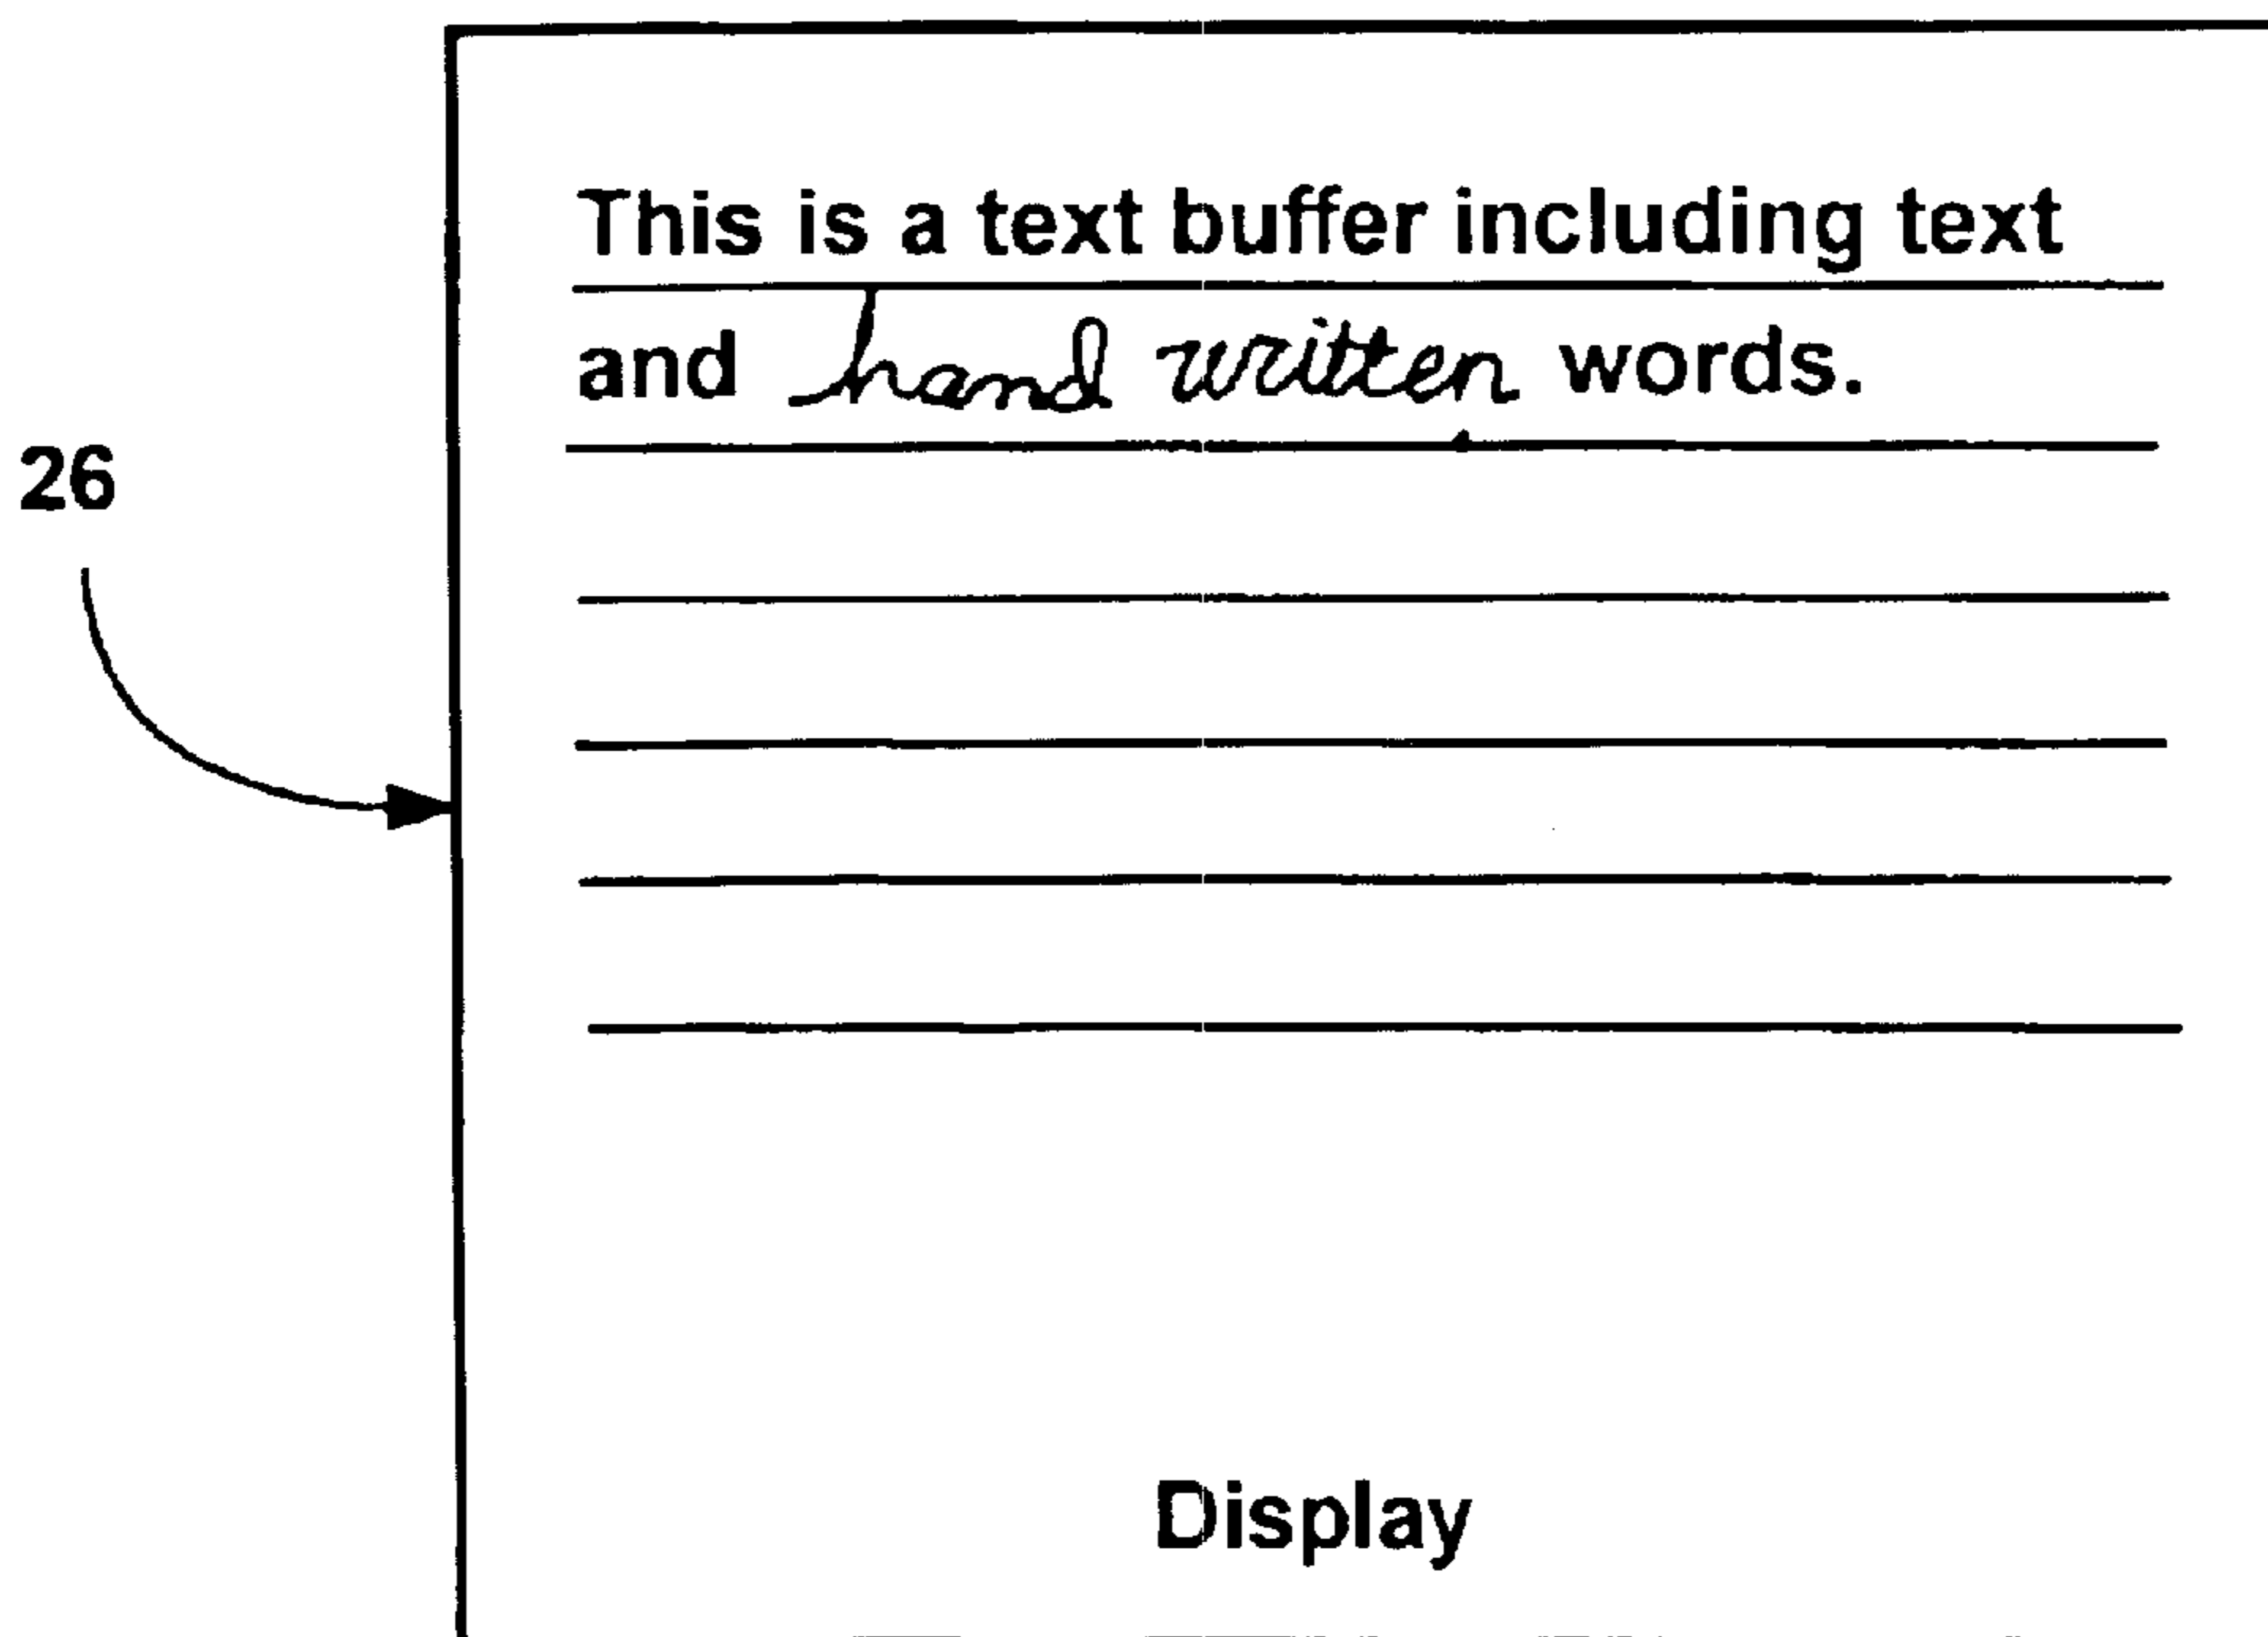 This is a text buffer including text
and hand written words.
26
Display